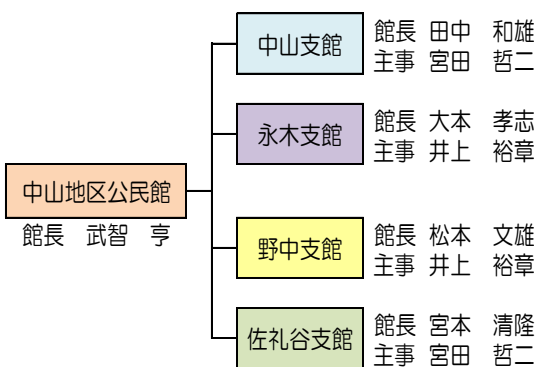 中山地区公民館
館長　武智　亨
中山支館
館長 田中　和雄
主事 宮田　哲二
永木支館
館長 大本　孝志
主事 井上　裕章
野中支館
館長 松本　文雄
主事 井上　裕章
佐礼谷支館
館長 宮本　清隆
主事 宮田　哲二